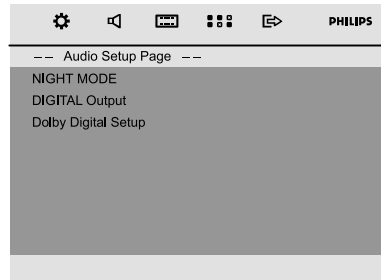 PHILIPS
-- Audio Setup Page --
NIGHT MODE
DIGITAL Output
Dolby Digital Setup